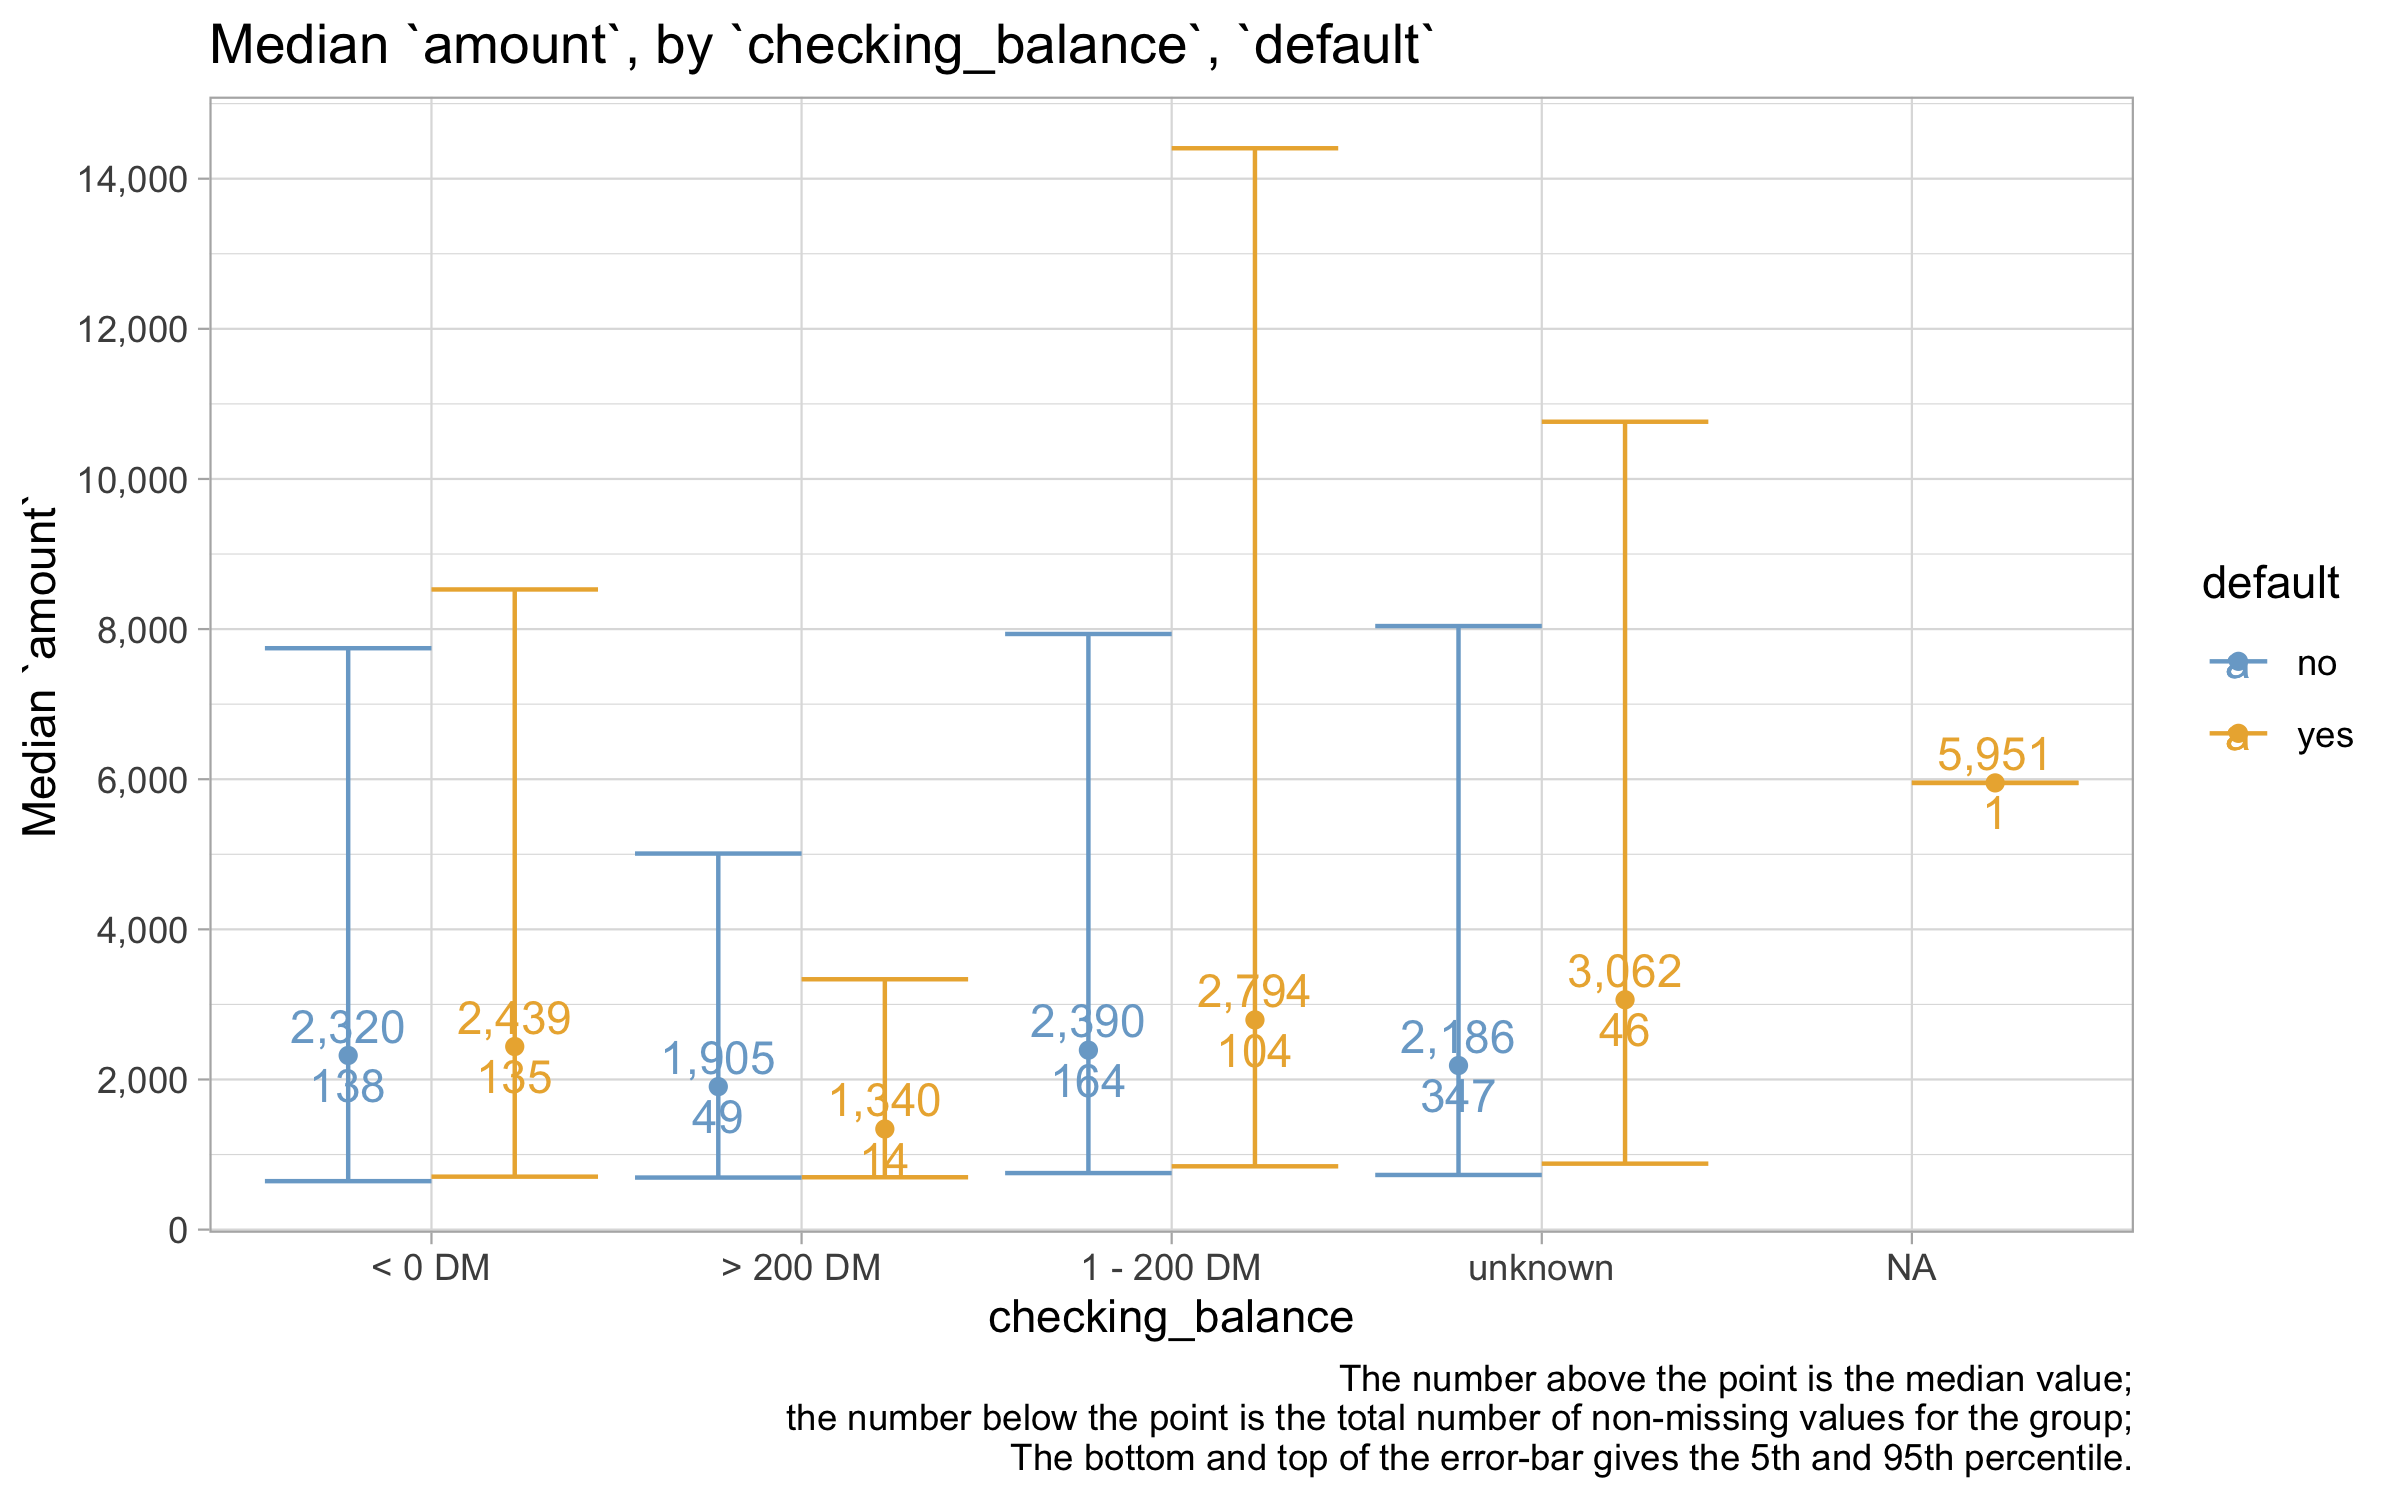 Median `amount`, by `checking_balance`, `default`
Median `amount`
14,000
12,000
10,000
8,000
6,000
4,000
2,000
0
2,320
138
2,439
135
1,905
49
1,340
14
2,390
164
2,794
104
2,186
347
3,062
46
5,951
1
< 0 DM
> 200 DM
1 - 200 DM
unknown
NA
checking_balance
default
a no
a yes
The number above the point is the median value;
the number below the point is the total number of non-missing values for the group;
The bottom and top of the error-bar gives the 5th and 95th percentile.